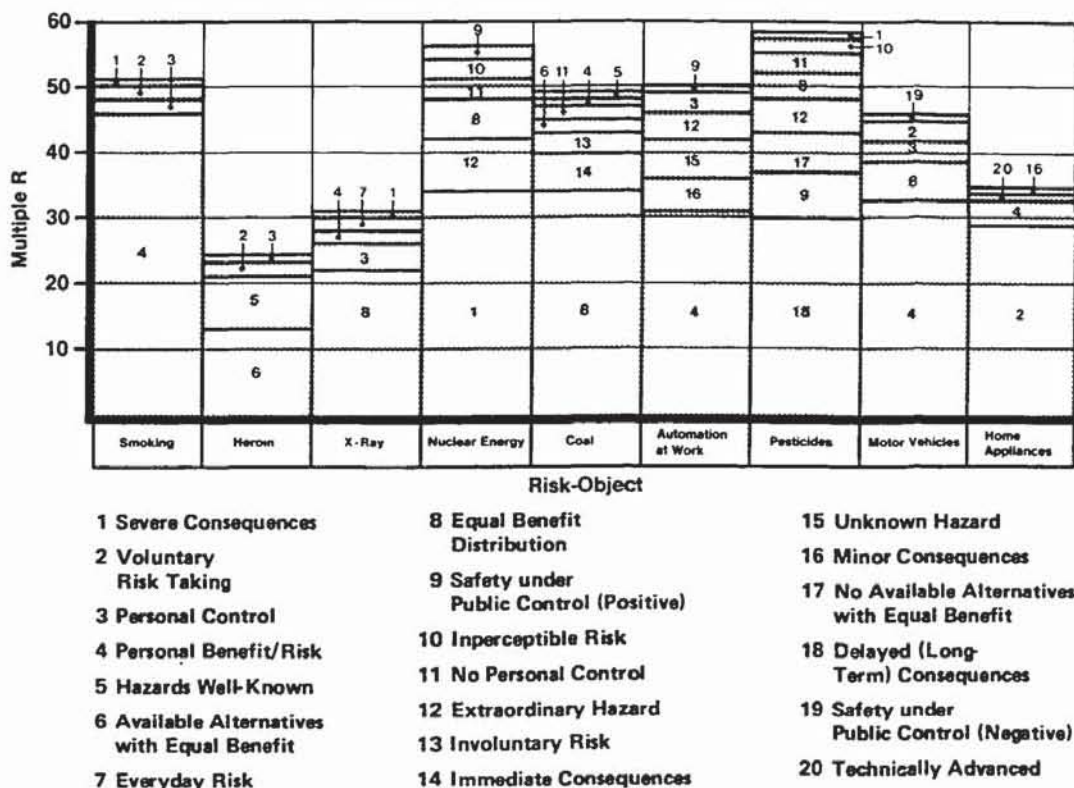 60
50
40
30
20
10
Multiple R
1 2 3
4
2 3
5
6
4 7 1
3
8
9
10
11
8
12
1
6 11 4 5
13
14
8
9
3
12
15
16
4
1
10
11
8
12
17
9
18
19
2
3
4
20 16
4
2
Smoking
Heroin
X-Ray
Nuclear Energy
Coal
Automation
at Work
Pesticides
Motor Vehicles
Home
Appliances
Risk-Object
1 Severe Consequences
2 Voluntary
Risk Taking
3 Personal Control
4 Personal Benefit/Risk
5 Hazards Well-Known
6 Available Alternatives
with Equal Benefit
7 Everyday Risk
8 Equal Benefit
Distribution
9 Safety under
Public Control (Positive)
10 Inperceptible Risk
11 No Personal Control
12 Extraordinary Hazard
13 Involuntary Risk
14 Immediate Consequences
15 Unknown Hazard
16 Minor Consequences
17 No Available Alternatives
with Equal Benefit
18 Delayed (Long-
Term) Consequences
19 Safety under
Public Control (Negative)
20 Technically Advanced